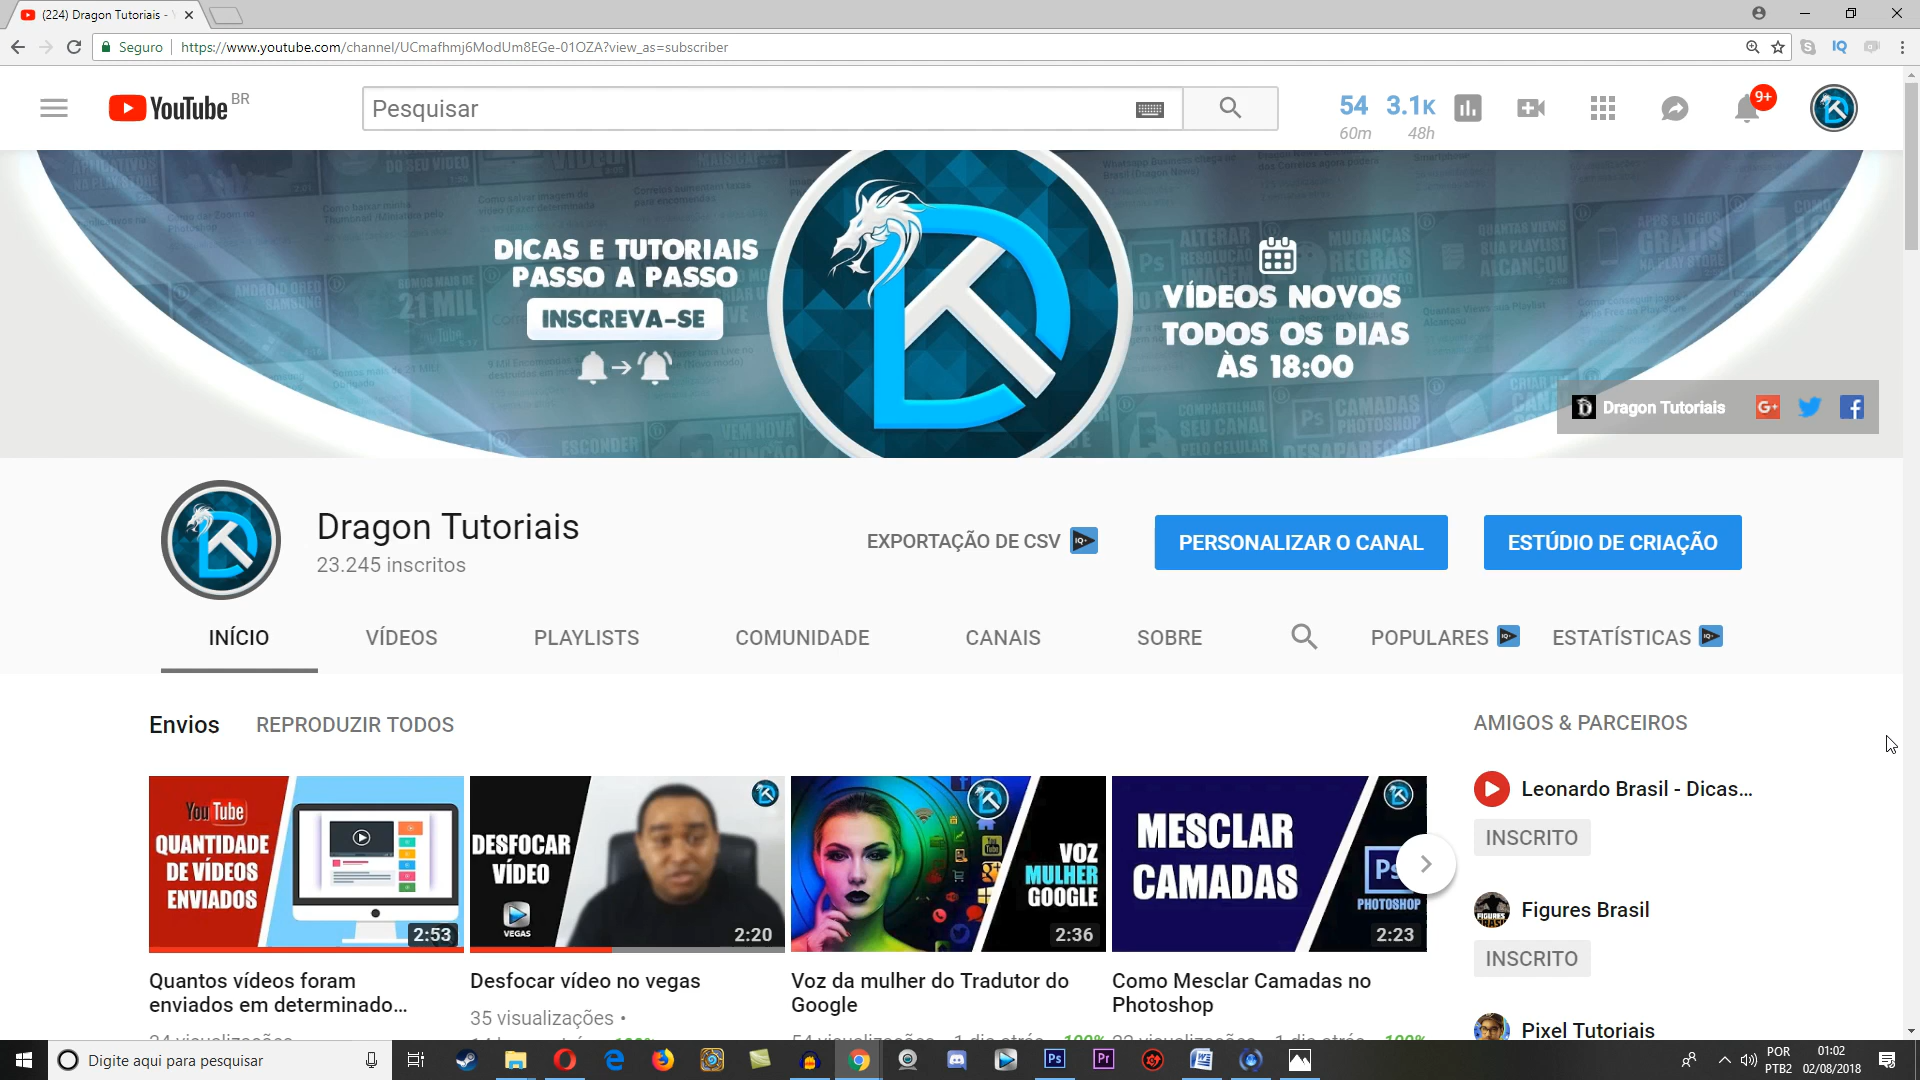 (224) Dragon Tutoriais -
Seguro
https://www.youtube.com/channel/UCmafhmj6ModUm8EGe-01OZA?view_as=subscriber
IQ
YouTube BR
Pesquisar
54 3.1K
60m 48h
9+
DICAS E TUTORIAIS
PASSO A PASSO
INSCREVA-SE
VÍDEOS NOVOS
TODOS OS DIAS
ÀS 18:00
Dragon Tutoriais
G+
Dragon Tutoriais
23.245 inscritos
EXPORTAÇÃO DE CSV
PERSONALIZAR O CANAL
ESTÚDIO DE CRIAÇÃO
INÍCIO
VÍDEOS
PLAYLISTS
COMUNIDADE
CANAIS
SOBRE
POPULARES
ESTATÍSTICAS
Envios
REPRODUZIR TODOS
AMIGOS & PARCEIROS
You Tube
QUANTIDADE
DE VÍDEOS
ENVIADOS
2:53
DESFOCAR
VÍDEO
VEGAS
2:20
VOZ
MULHER
GOOGLE
2:36
MESCLAR
CAMADAS
Ps
PHOTOSHOP
2:23
Quantos vídeos foram
enviados em determinado...
Desfocar vídeo no vegas
35 visualizações •
Voz da mulher do Tradutor do
Google
Como Mesclar Camadas no
Photoshop
Leonardo Brasil - Dicas...
INSCRITO
Figures Brasil
INSCRITO
Pixel Tutoriais
Digite aqui para pesquisar
Ps
Pr
POR
PTB2
01:02
02/08/2018